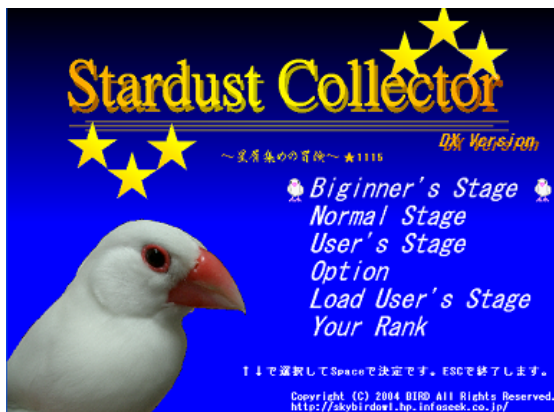 Stardust Collector
DX Version
～星屑集めの冒険～ ★1115
Biginner's Stage
Normal Stage
User's Stage
Option
Load User's Stage
Your Rank
↑↓で選択してSpaceで決定です。ESCで終了します。
Copyright (C) 2004 BIRD All Rights Reserved.
http://skybirdowl.hp.infoseek.co.jp/